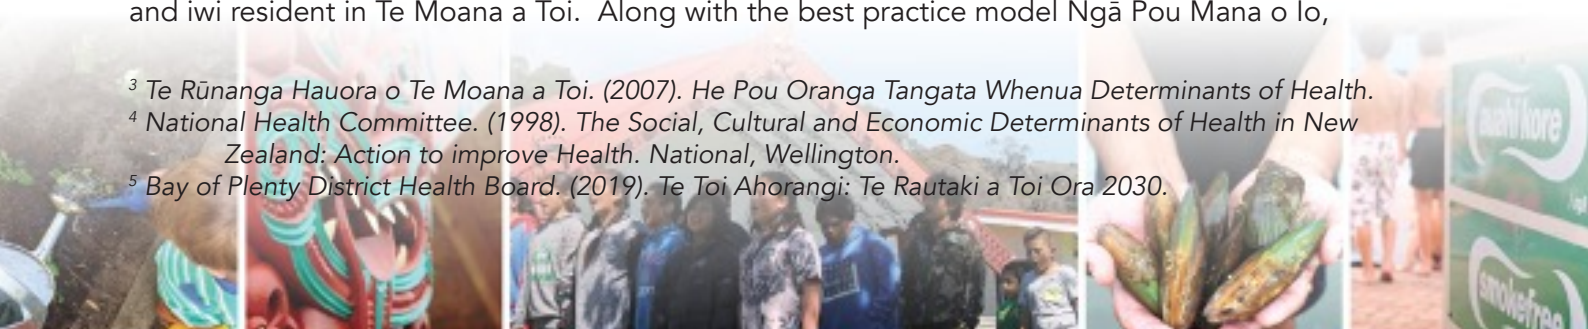 and iwi resident in Te Moana a Toi. Along with the best practice model Ngā Pou Mana o Io,
³ Te Rūnanga Hauora o Te Moana a Toi. (2007). He Pou Oranga Tangata Whenua Determinants of Health.
⁴ National Health Committee. (1998). The Social, Cultural and Economic Determinants of Health in New
Zealand: Action to improve Health. National, Wellington.
⁵ Bay of Plenty District Health Board. (2019). Te Toi Ahorangi: Te Rautaki a Toi Ora 2030.
auahi kore
smokefree